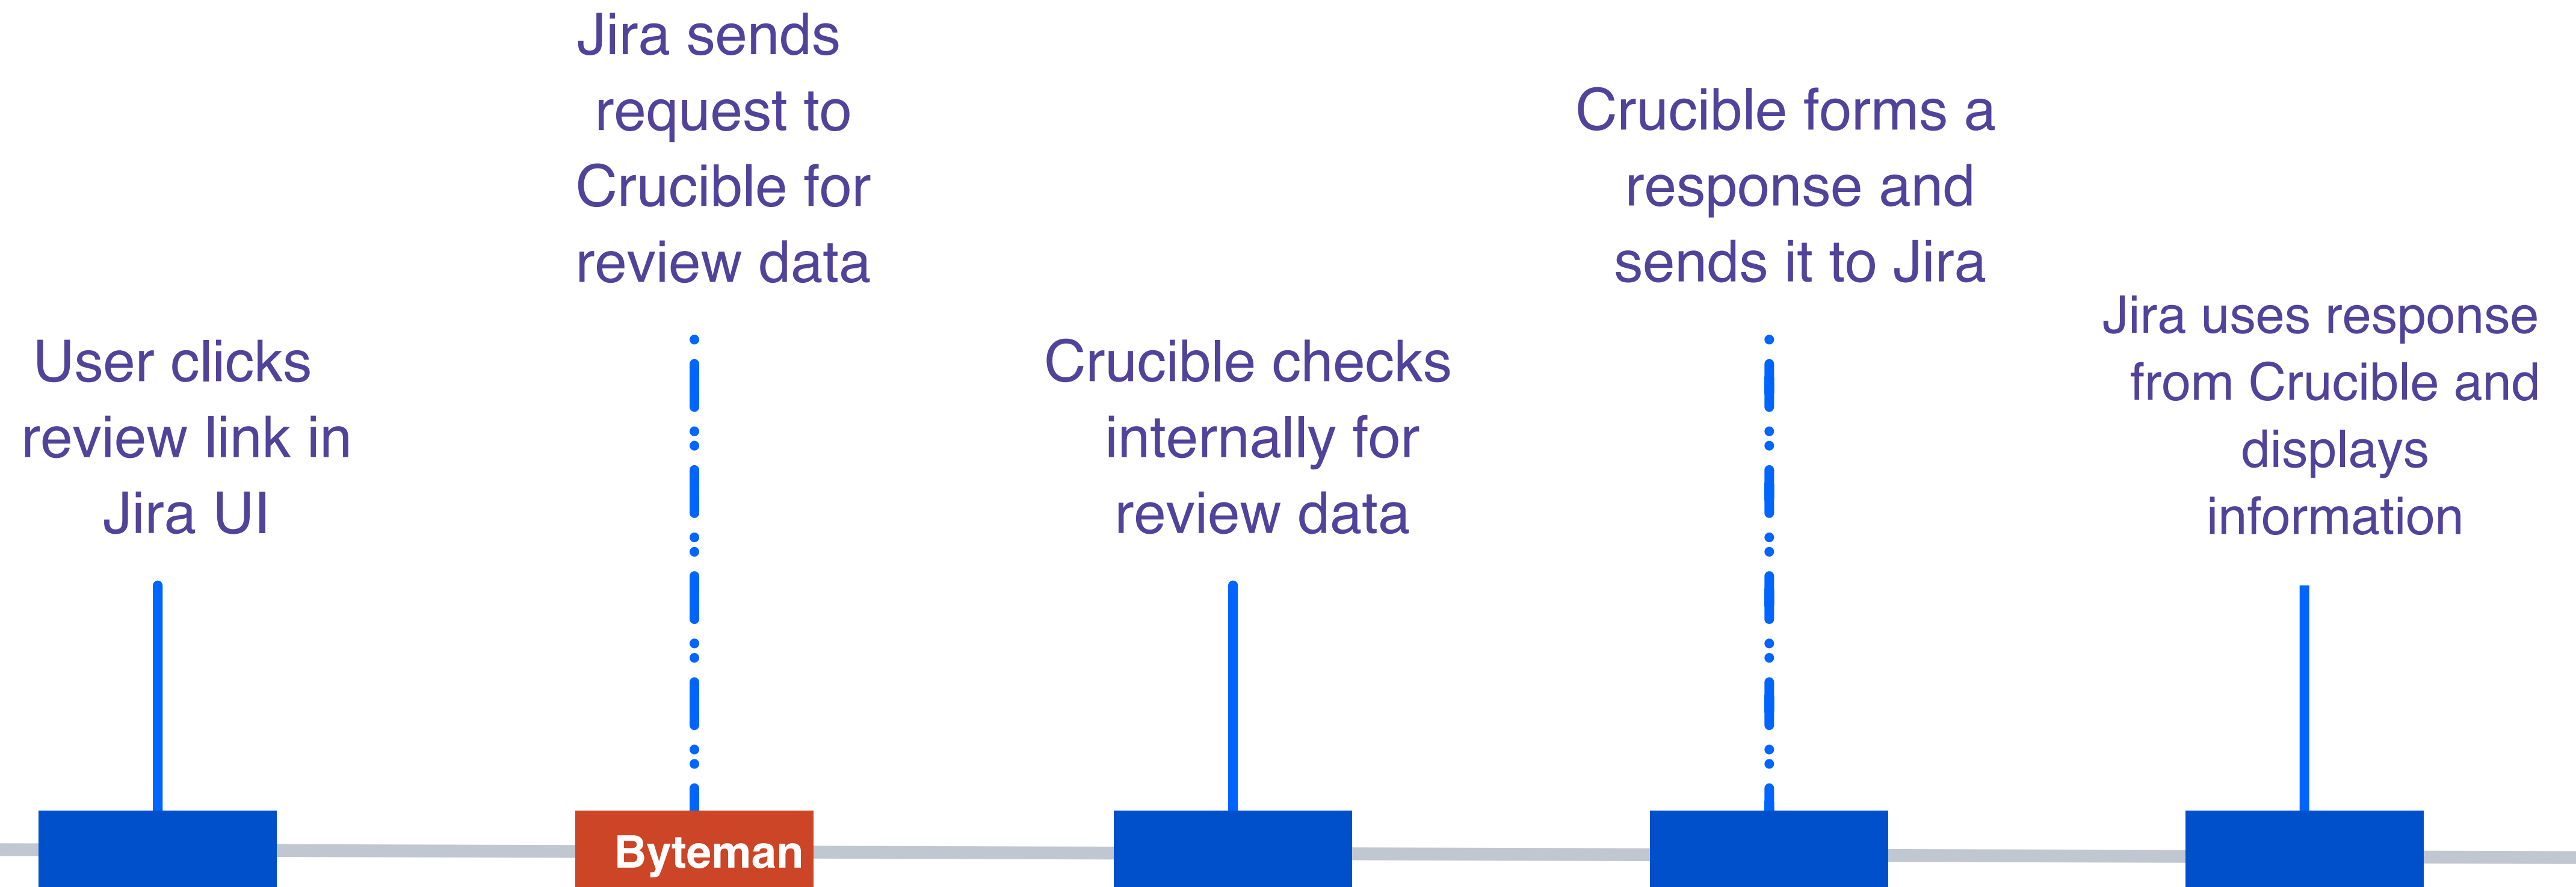 User clicks
review link in
Jira UI
Jira sends
request to
Crucible for
review data
Byteman
Crucible checks
internally for
review data
Crucible forms a
response and
sends it to Jira
Jira uses response
from Crucible and
displays
information